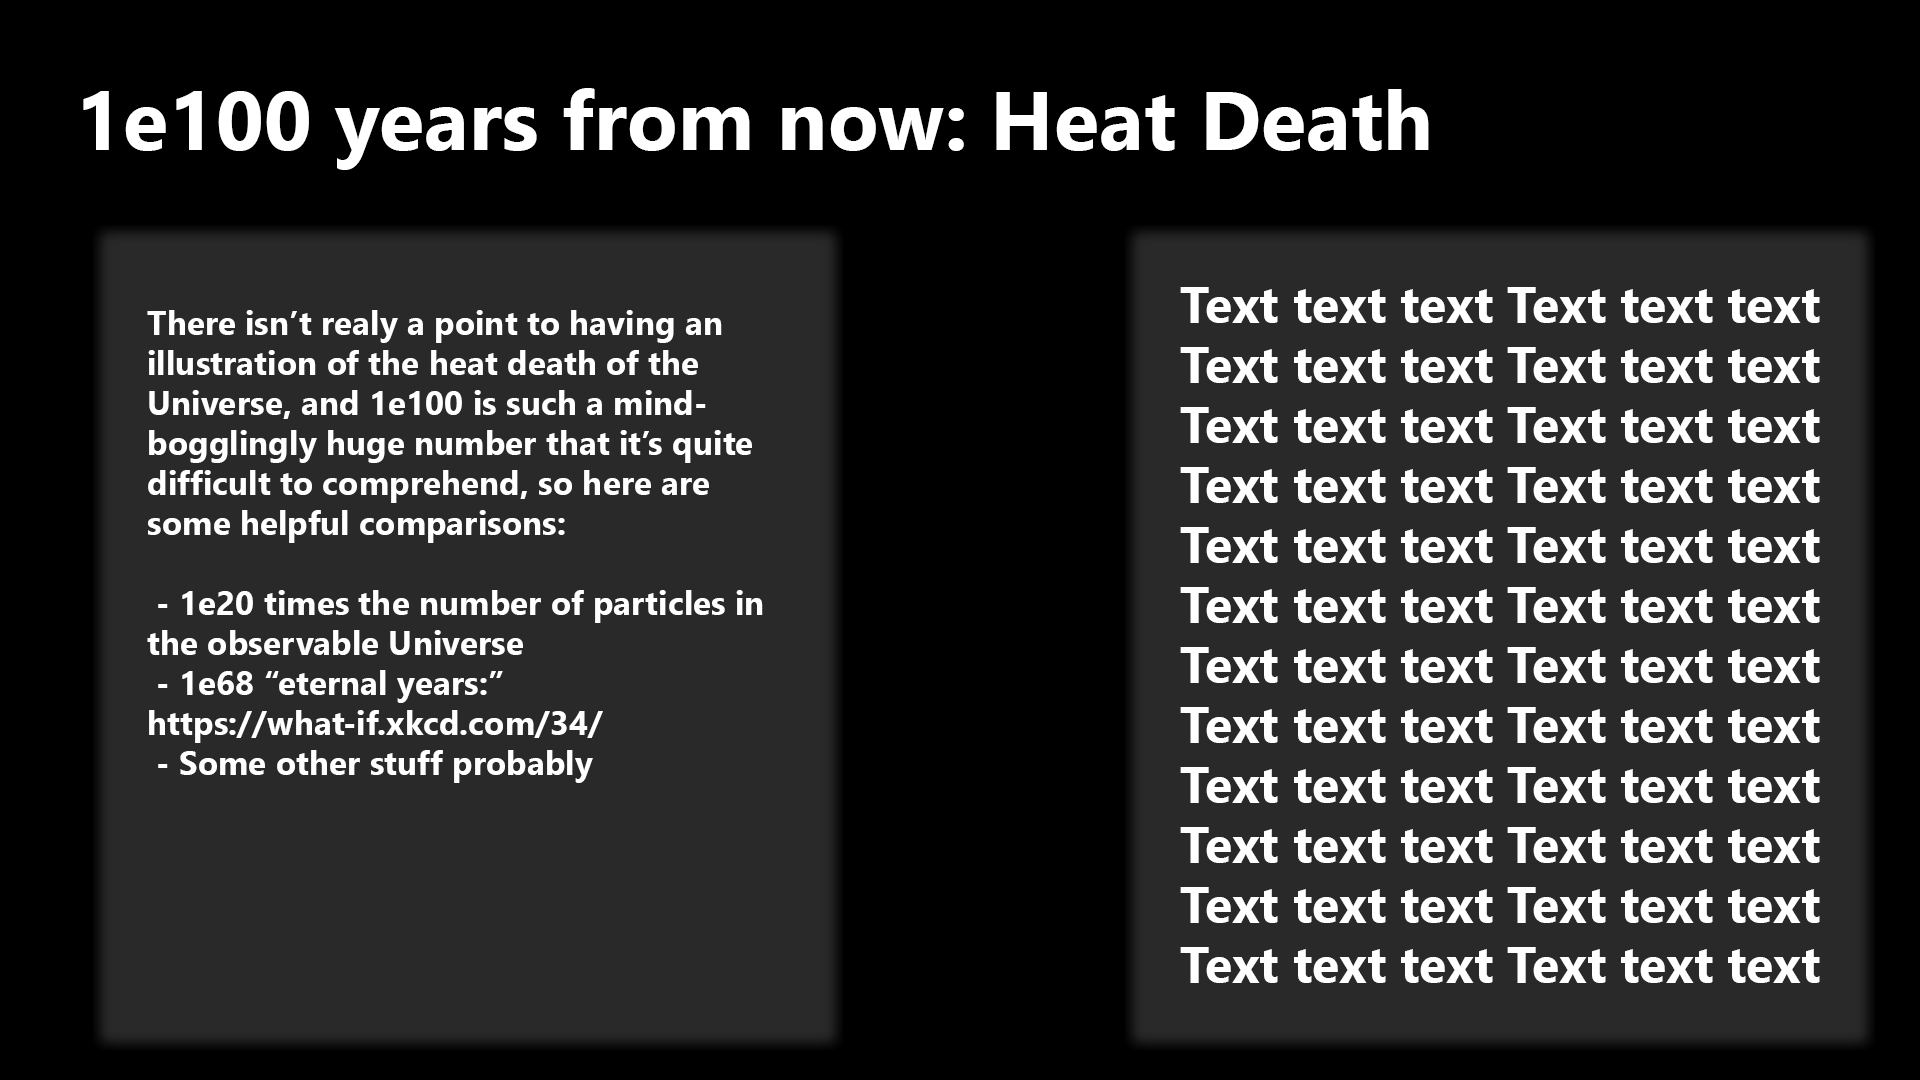 1e100 years from now: Heat Death
There isn’t realy a point to having an
illustration of the heat death of the
Universe, and 1e100 is such a mind-
bogglingly huge number that it’s quite
difficult to comprehend, so here are
some helpful comparisons:
- 1e20 times the number of particles in
the observable Universe
- 1e68 “eternal years:”
https://what-if.xkcd.com/34/
- Some other stuff probably
Text text text Text text text
Text text text Text text text
Text text text Text text text
Text text text Text text text
Text text text Text text text
Text text text Text text text
Text text text Text text text
Text text text Text text text
Text text text Text text text
Text text text Text text text
Text text text Text text text
Text text text Text text text